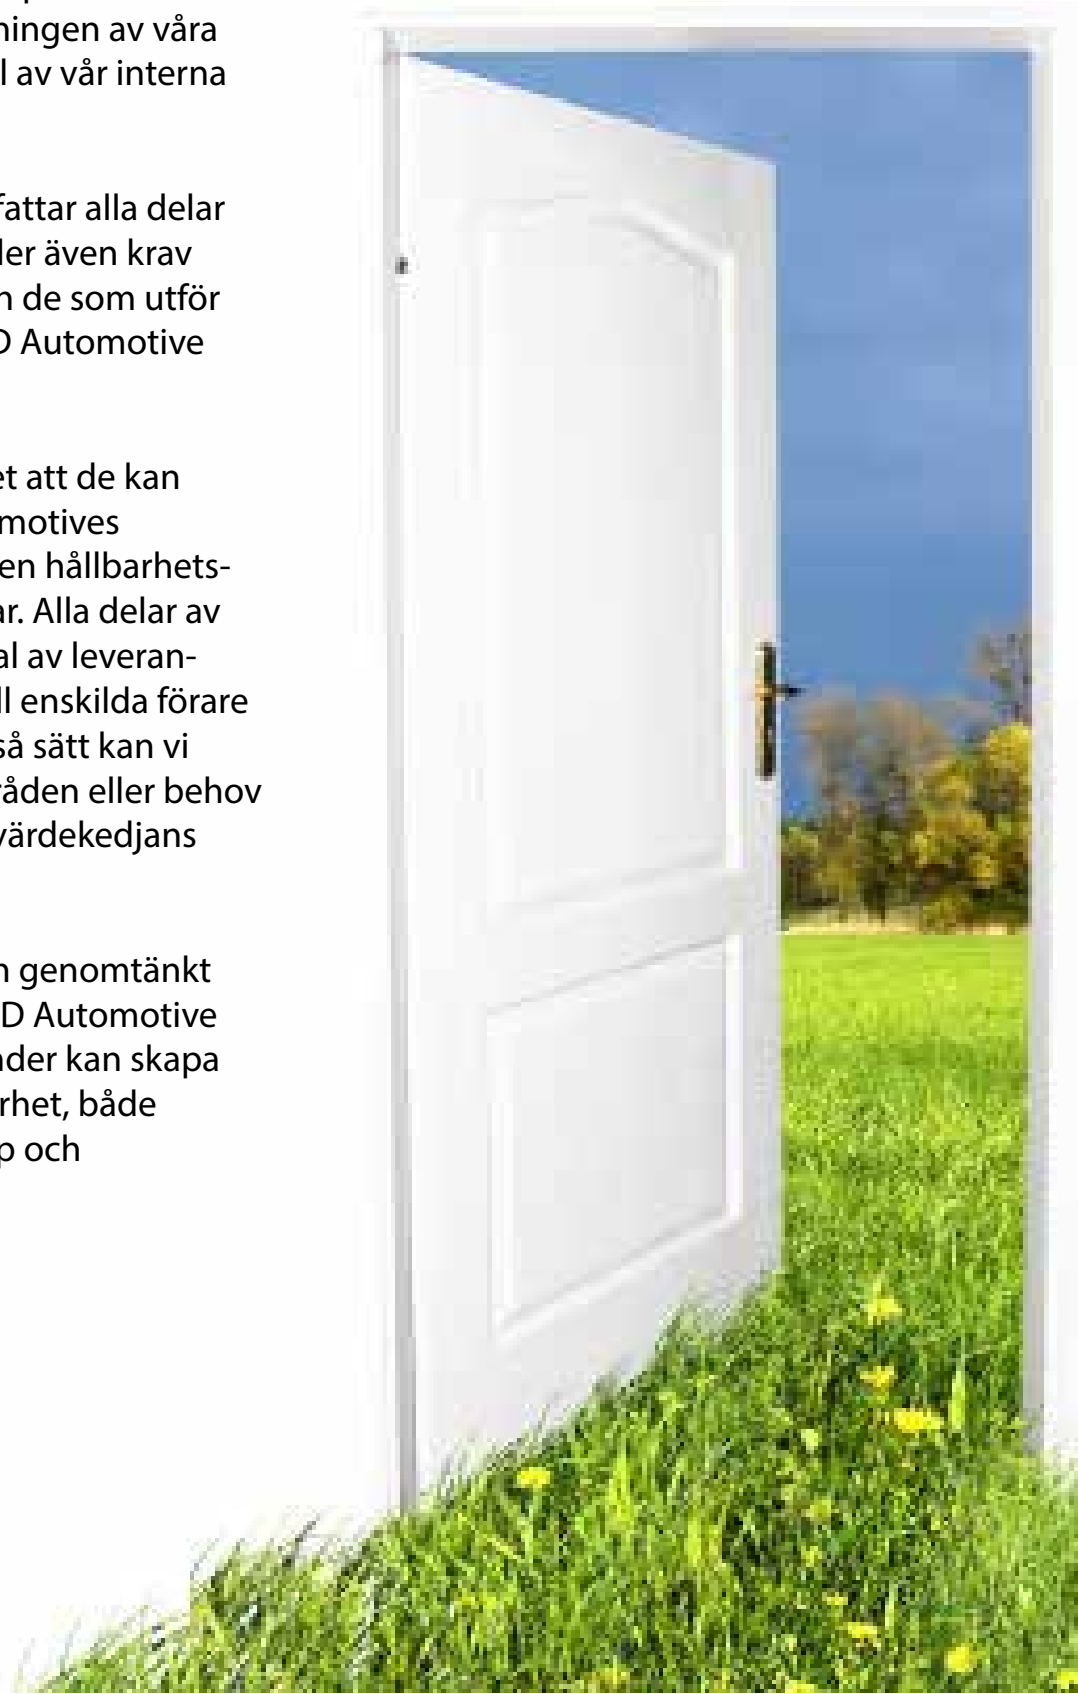 ningen av våra
l av vår interna
fattar alla delar
ler även krav
n de som utför
D Automotive
et att de kan
motives
en hållbarhets-
ar. Alla delar av
al av leveran-
ll enskilda förare
så sätt kan vi
råden eller behov
värdekedjans
n genomtänkt
D Automotive
nder kan skapa
rhet, både
p och